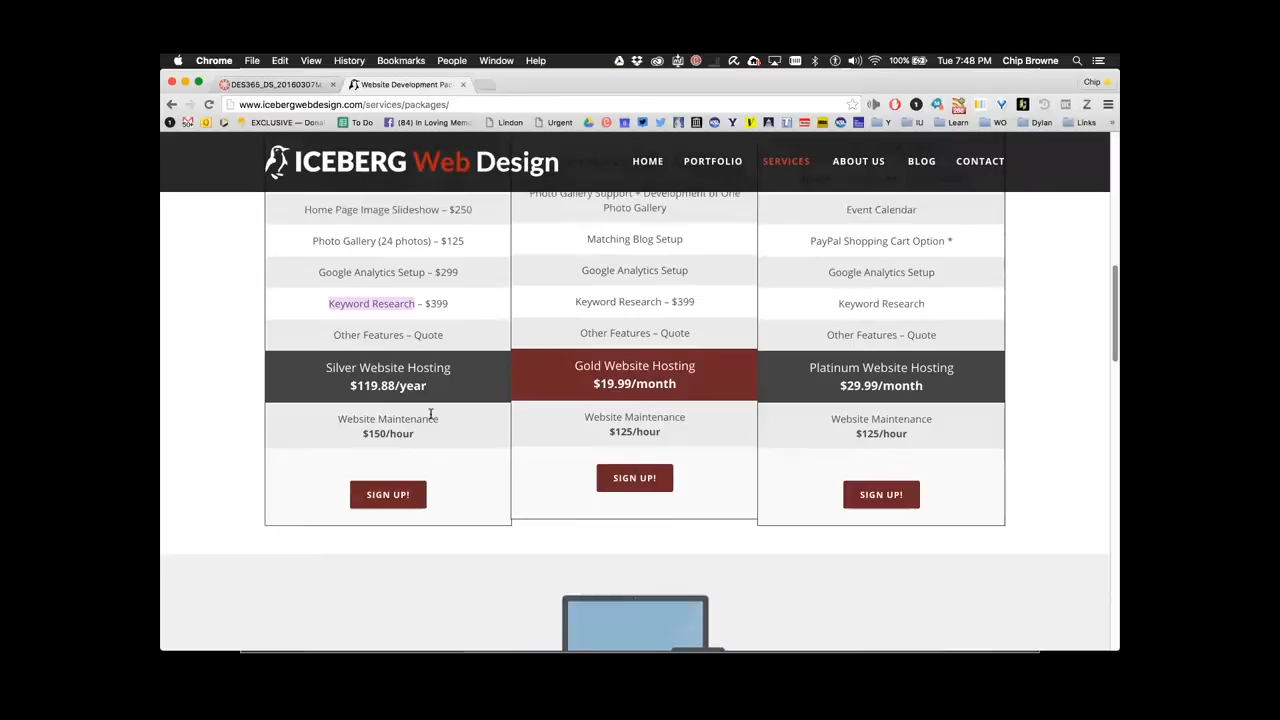 Chrome File Edit View History Bookmarks People Window Help 100% Tue 7:48 PM Chip Browne
DES365_DS_20160307M Website Development Pac Chip
www.icebergwebdesign.com/services/packages/
EXCLUSIVE — Donal To Do (84) In Loving Mem Lindon Urgent Y IU Learn WO Dylan Links »
ICEBERG Web Design HOME PORTFOLIO SERVICES ABOUT US BLOG CONTACT
Home Page Image Slideshow – $250
Photo Gallery (24 photos) – $125
Google Analytics Setup – $299
Keyword Research – $399
Other Features – Quote
Silver Website Hosting
$119.88/year
Website Maintenance
$150/hour
SIGN UP!
Photo Gallery Support + Development of One
Photo Gallery
Matching Blog Setup
Google Analytics Setup
Keyword Research – $399
Other Features – Quote
Gold Website Hosting
$19.99/month
Website Maintenance
$125/hour
SIGN UP!
Event Calendar
PayPal Shopping Cart Option *
Google Analytics Setup
Keyword Research
Other Features – Quote
Platinum Website Hosting
$29.99/month
Website Maintenance
$125/hour
SIGN UP!